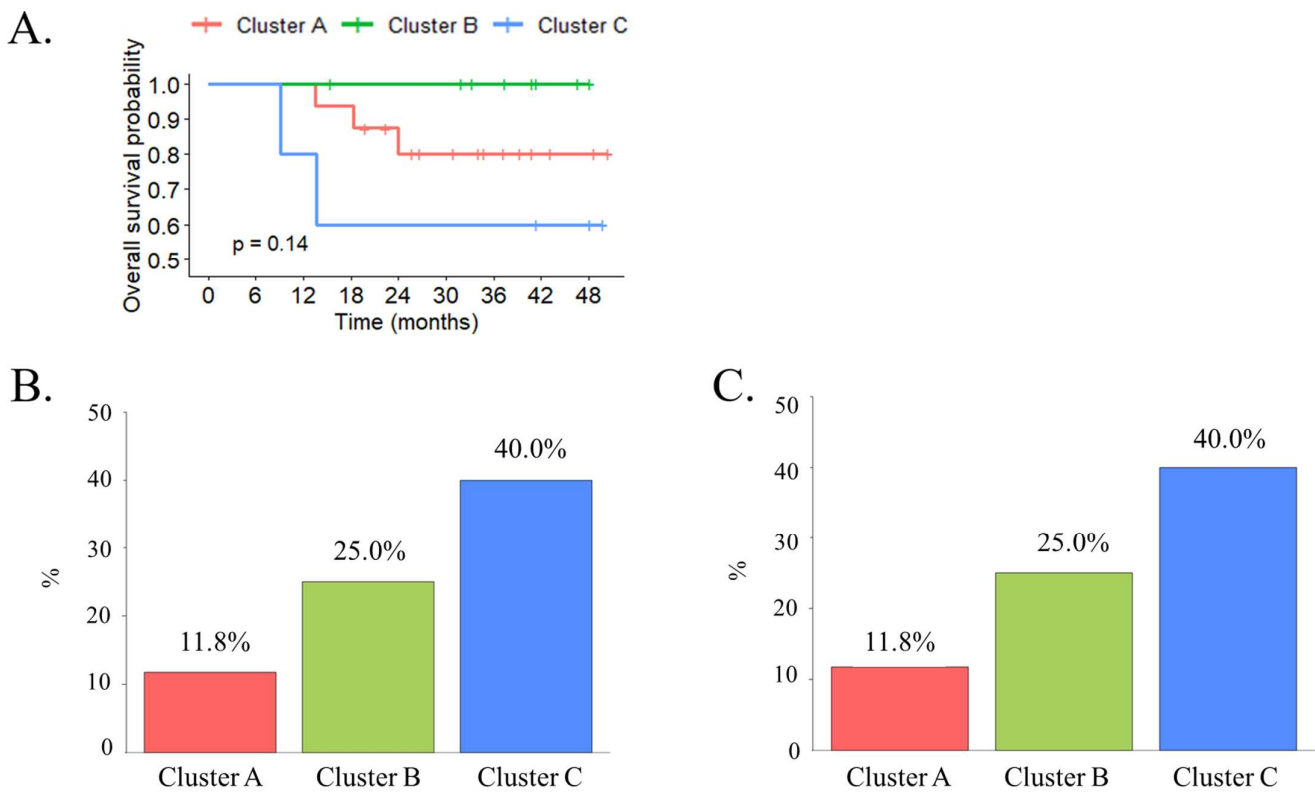 A.
Cluster A Cluster B Cluster C
Overall survival probability
1.0
0.9
0.8
0.7
0.6
0.5
p = 0.14
0 6 12 18 24 30 36 42 48
Time (months)
B.
50
40
30
20
10
0
%
11.8%
25.0%
40.0%
Cluster A Cluster B Cluster C
C.
50
40
30
20
10
0
%
11.8%
25.0%
40.0%
Cluster A Cluster B Cluster C